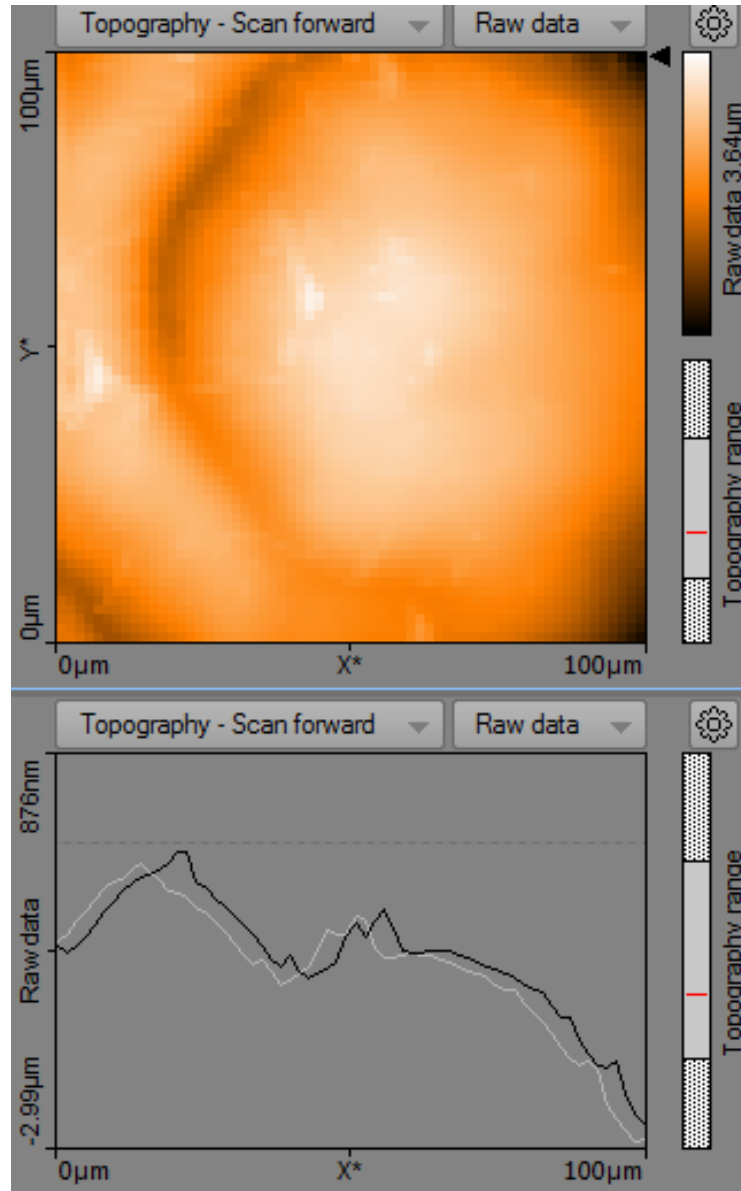 Topography - Scan forward
Raw data
100µm
Y*
0µm
0µm
X*
100µm
Raw data 3.64µm
Topography range
Topography - Scan forward
Raw data
876nm
Raw data
-2.99µm
0µm
X*
100µm
Topography range